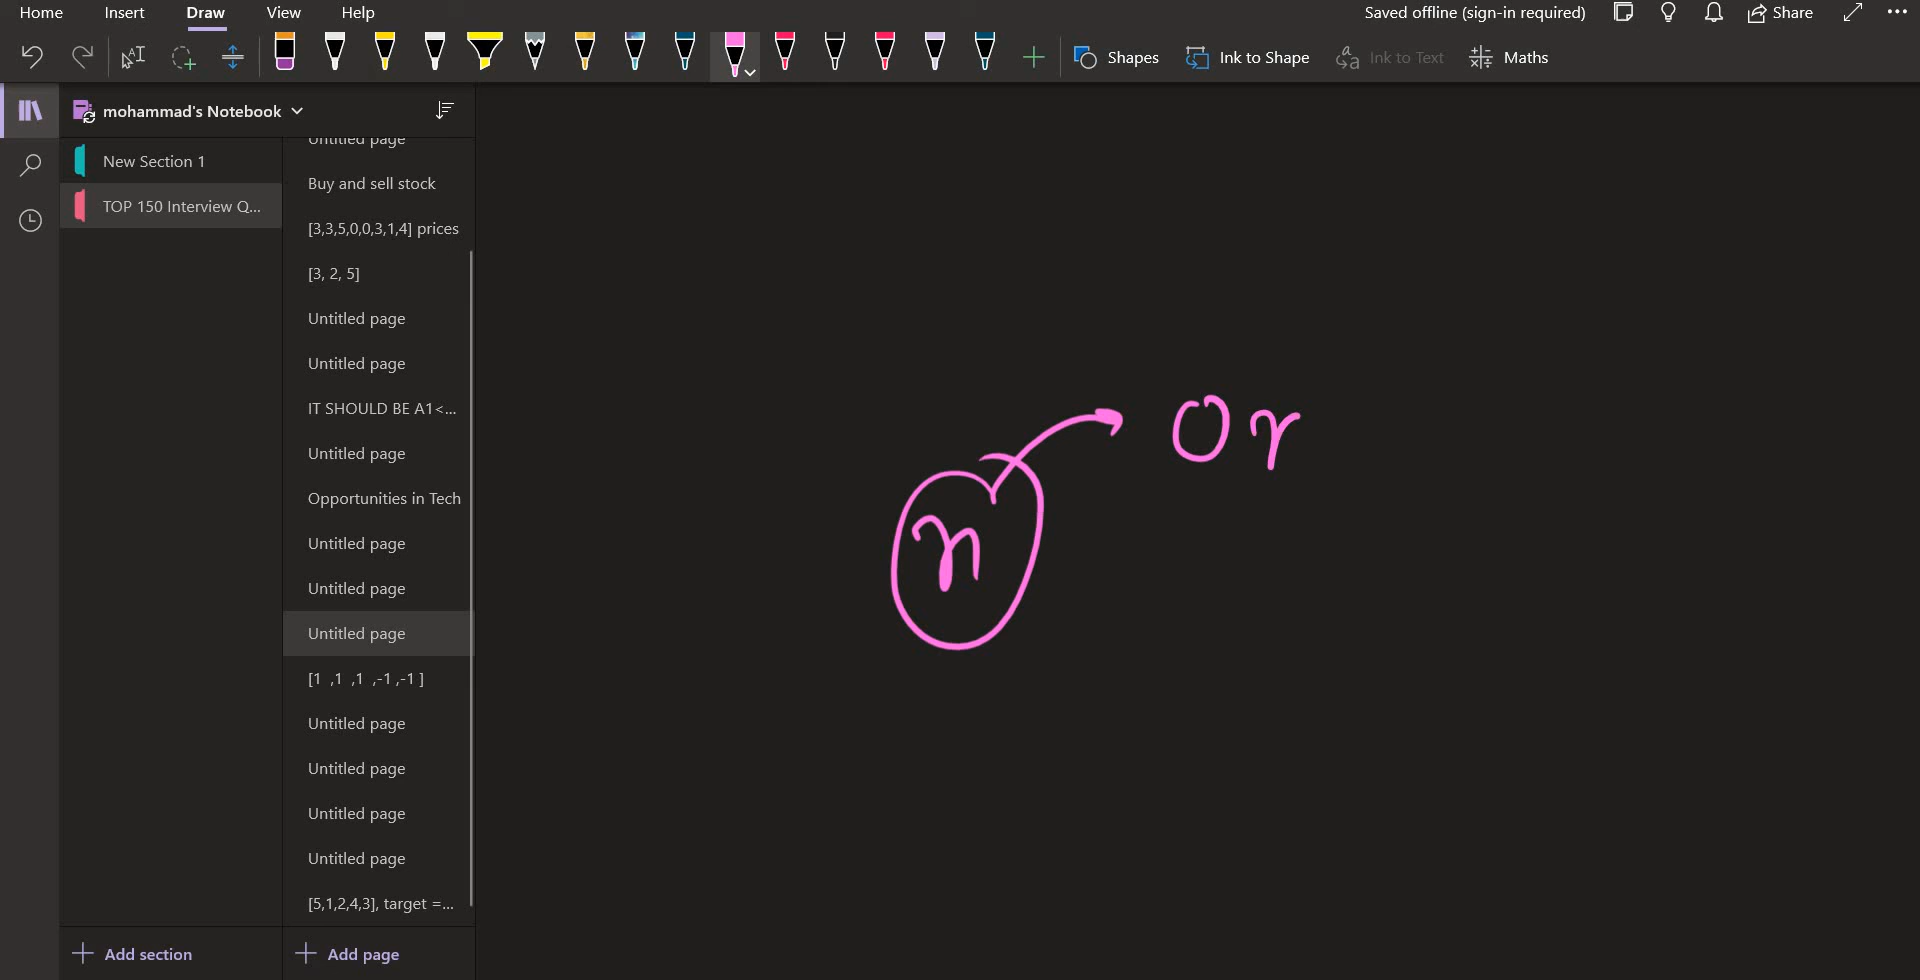 Home Insert Draw View Help Saved offline (sign-in required) Share
Shapes Ink to Shape Ink to Text Maths
mohammad's Notebook
New Section 1
TOP 150 Interview Q...
Untitled page
Buy and sell stock
[3,3,5,0,0,3,1,4] prices
[3, 2, 5]
Untitled page
Untitled page
IT SHOULD BE A1<...
Untitled page
Opportunities in Tech
Untitled page
Untitled page
Untitled page
[1 ,1 ,1 ,-1 ,-1 ]
Untitled page
Untitled page
Untitled page
Untitled page
[5,1,2,4,3], target =...
Add section
Add page
Or
n